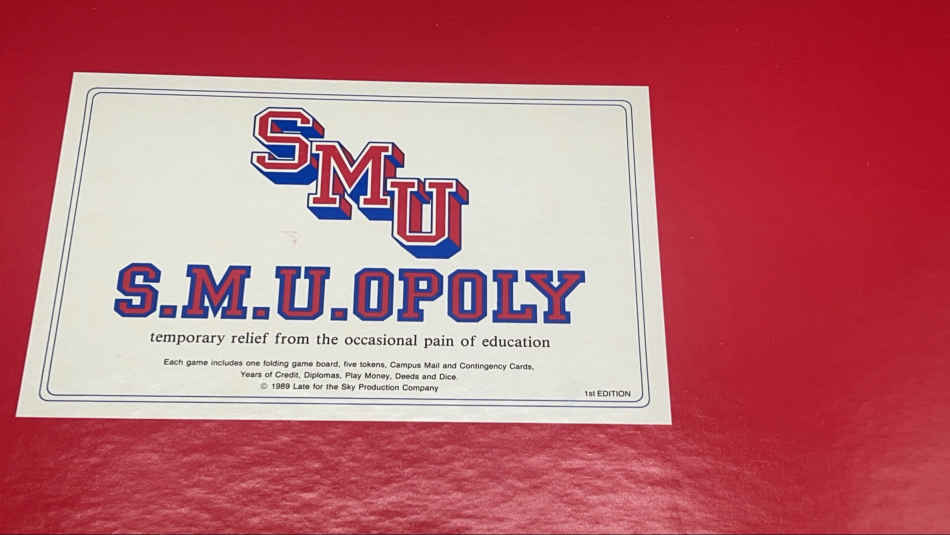 SMU
S.M.U.OPOLY
temporary relief from the occasional pain of education
Each game includes one folding game board, five tokens, Campus Mail and Contingency Cards,
Years of Credit, Diplomas, Play Money, Deeds and Dice.
© 1989 Late for the Sky Production Company
1st EDITION